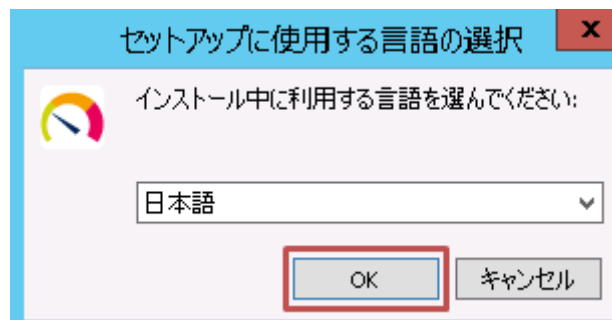 セットアップに使用する言語の選択
x
インストール中に利用する言語を選んでください:
日本語
OK
キャンセル